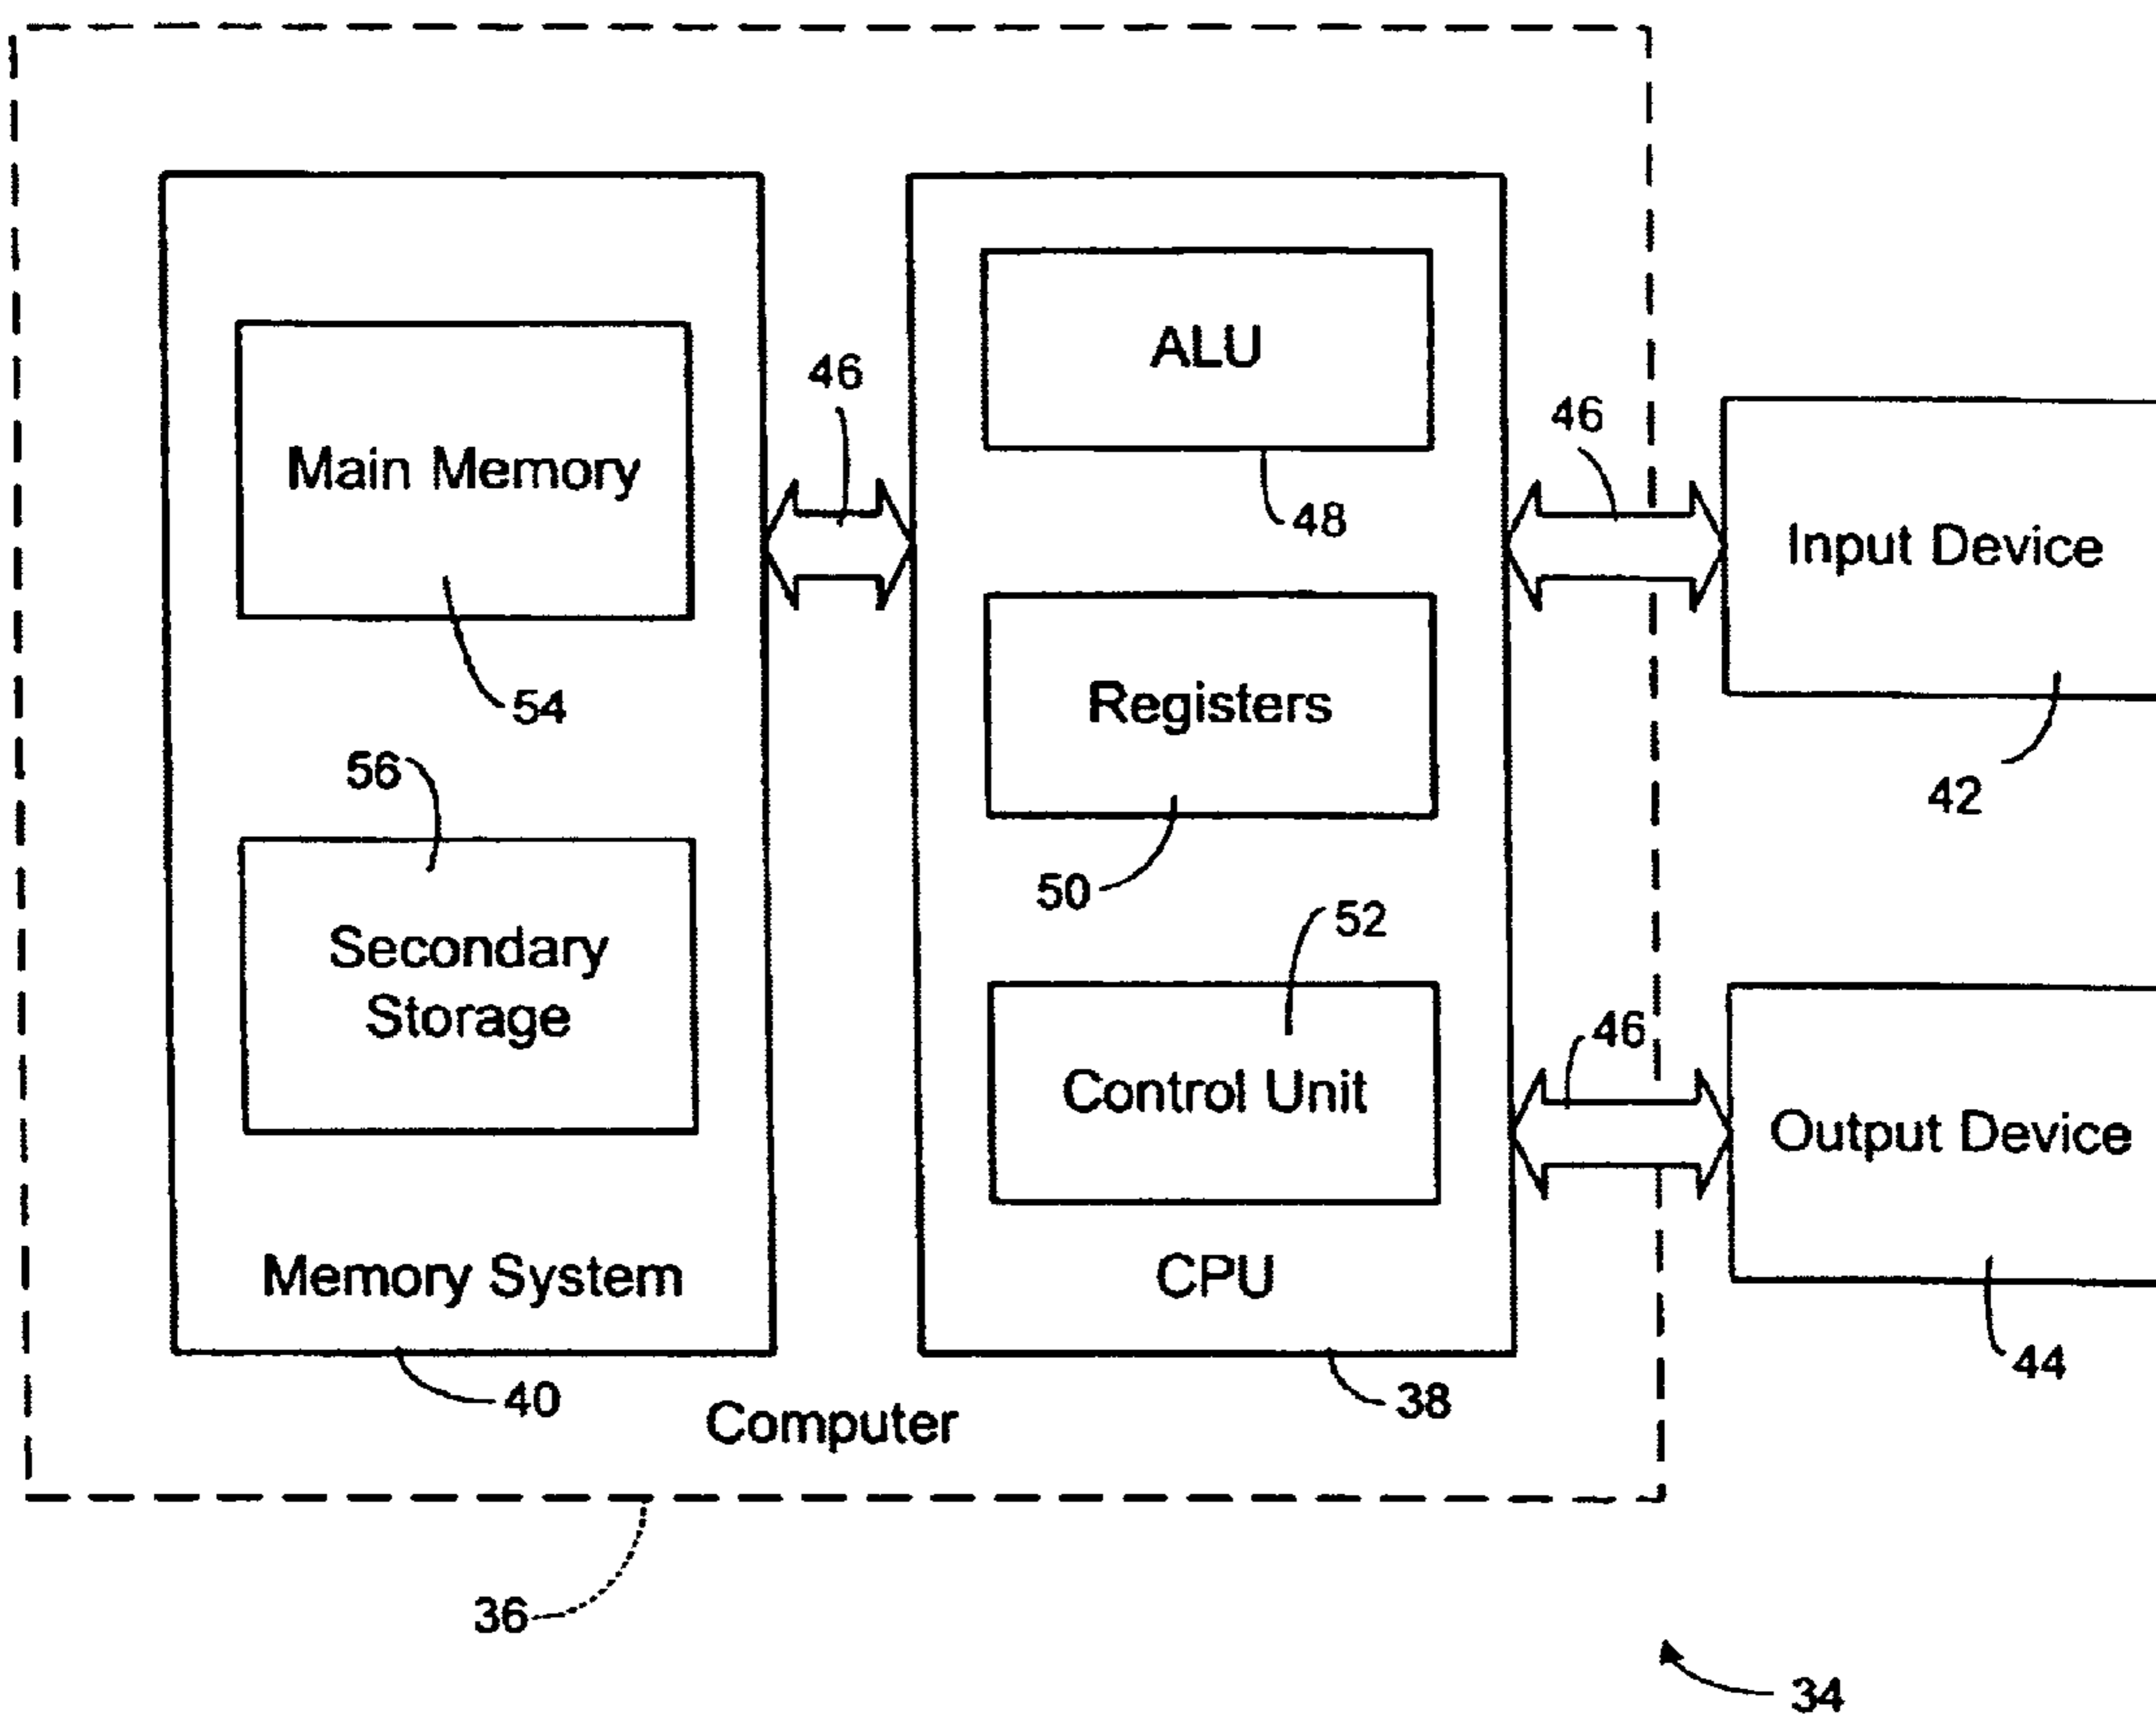 ALU
46
46
Main Memory
48
Input Device
Registers
54
56
42
50
52
Secondary
Storage
46
Control Unit
Output Device
Memory System
CPU
44
40
38
Computer
36
34